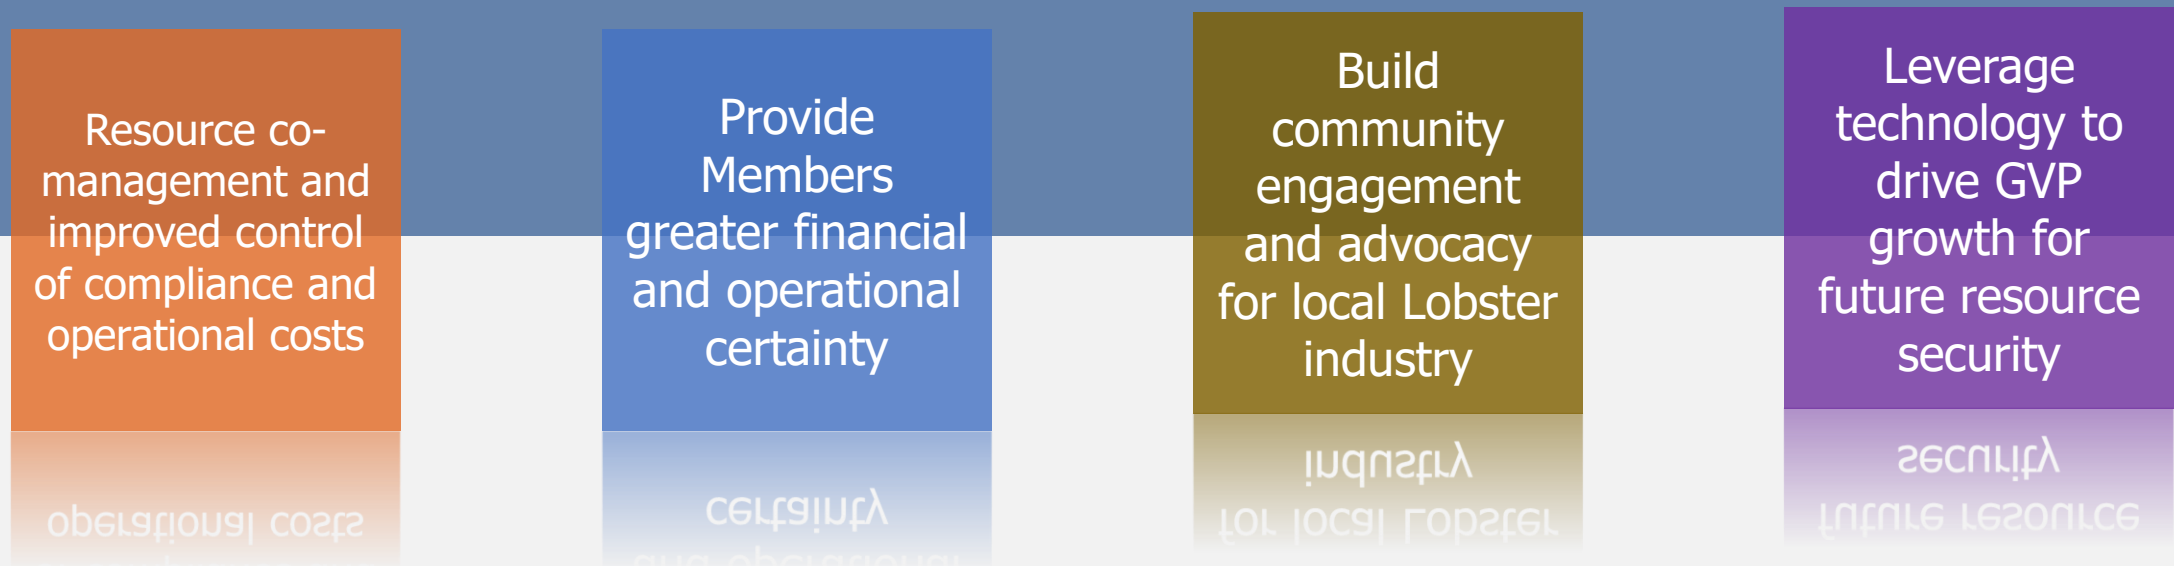 Resource co-
management and
improved control
of compliance and
operational costs
Provide
Members
greater financial
and operational
certainty
Build
community
engagement
and advocacy
for local Lobster
industry
Leverage
technology to
drive GVP
growth for
future resource
security